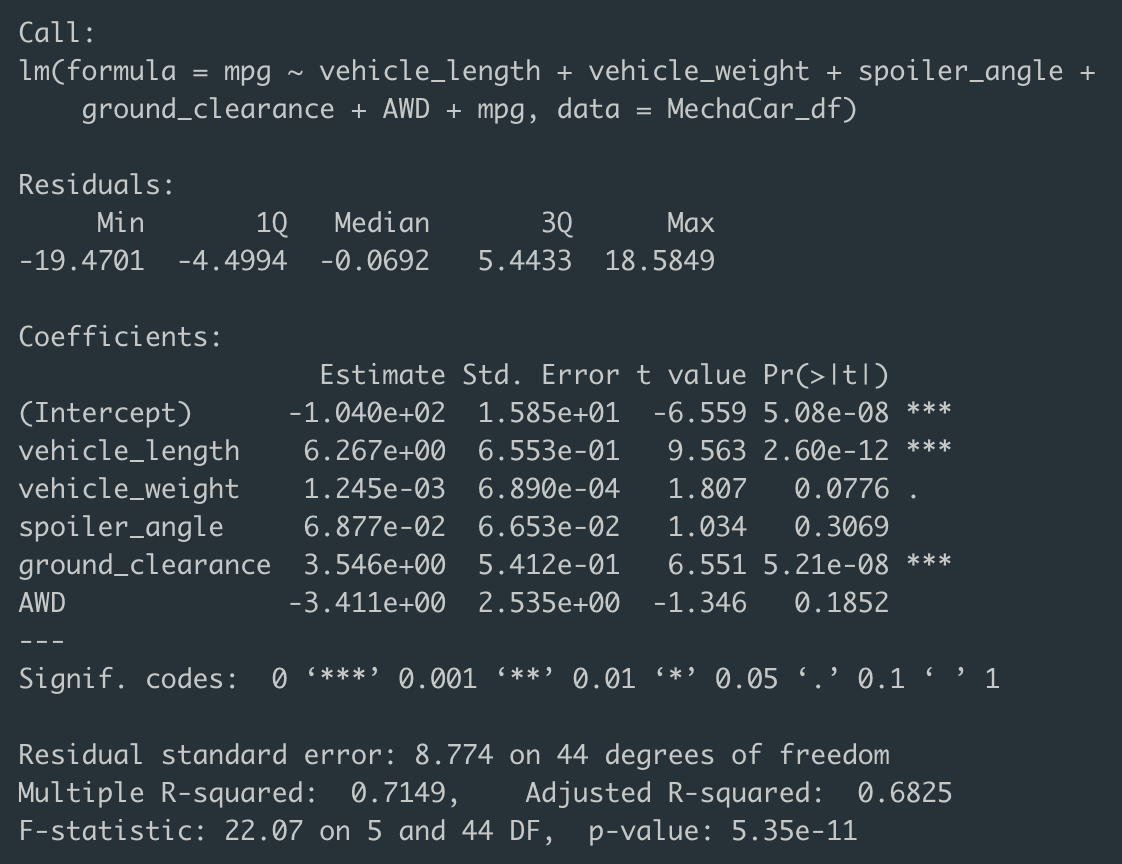 Call:
lm(formula = mpg ~ vehicle_length + vehicle_weight + spoiler_angle +
    ground_clearance + AWD + mpg, data = MechaCar_df)

Residuals:
     Min       1Q   Median       3Q      Max
-19.4701  -4.4994  -0.0692   5.4433  18.5849

Coefficients:
                   Estimate Std. Error t value Pr(>|t|)
(Intercept)      -1.040e+02  1.585e+01  -6.559 5.08e-08 ***
vehicle_length    6.267e+00  6.553e-01   9.563 2.60e-12 ***
vehicle_weight    1.245e-03  6.890e-04   1.807   0.0776 .
spoiler_angle     6.877e-02  6.653e-02   1.034   0.3069
ground_clearance  3.546e+00  5.412e-01   6.551 5.21e-08 ***
AWD              -3.411e+00  2.535e+00  -1.346   0.1852
---
Signif. codes:  0 ‘***’ 0.001 ‘**’ 0.01 ‘*’ 0.05 ‘.’ 0.1 ‘ ’ 1

Residual standard error: 8.774 on 44 degrees of freedom
Multiple R-squared:  0.7149,    Adjusted R-squared:  0.6825
F-statistic: 22.07 on 5 and 44 DF,  p-value: 5.35e-11